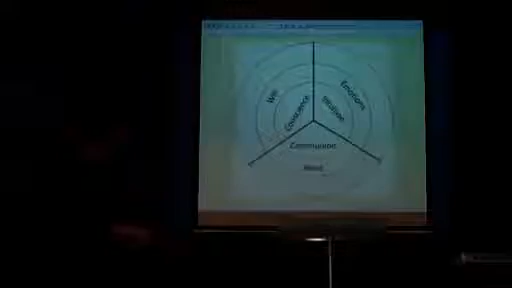 Will
Emotions
Conscience
Intuition
Communion
Mind